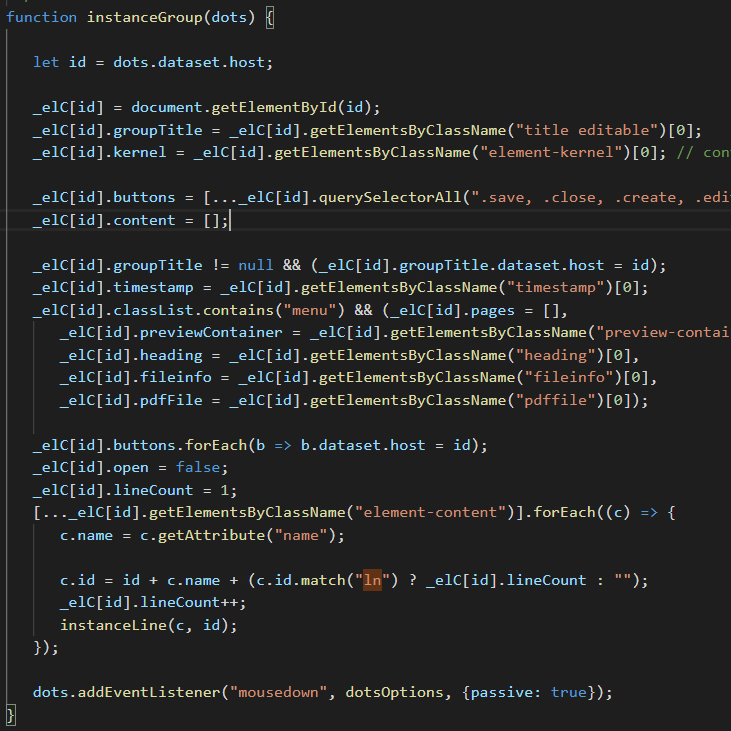 function instanceGroup(dots) {
let id = dots.dataset.host;
_elC[id] = document.getElementById(id);
_elC[id].groupTitle = _elC[id].getElementsByClassName("title editable")[0];
_elC[id].kernel = _elC[id].getElementsByClassName("element-kernel")[0]; // con
_elC[id].buttons = [..._elC[id].querySelectorAll(".save, .close, .create, .edi
_elC[id].content = [];
_elC[id].groupTitle != null && (_elC[id].groupTitle.dataset.host = id);
_elC[id].timestamp = _elC[id].getElementsByClassName("timestamp")[0];
_elC[id].classList.contains("menu") && (_elC[id].pages = [],
_elC[id].previewContainer = _elC[id].getElementsByClassName("preview-contai
_elC[id].heading = _elC[id].getElementsByClassName("heading")[0],
_elC[id].fileinfo = _elC[id].getElementsByClassName("fileinfo")[0],
_elC[id].pdfFile = _elC[id].getElementsByClassName("pdffile")[0]);
_elC[id].buttons.forEach(b => b.dataset.host = id);
_elC[id].open = false;
_elC[id].lineCount = 1;
[..._elC[id].getElementsByClassName("element-content")].forEach((c) => {
c.name = c.getAttribute("name");
c.id = id + c.name + (c.id.match("ln") ? _elC[id].lineCount : "");
_elC[id].lineCount++;
instanceLine(c, id);
});
dots.addEventListener("mousedown", dotsOptions, {passive: true});
}